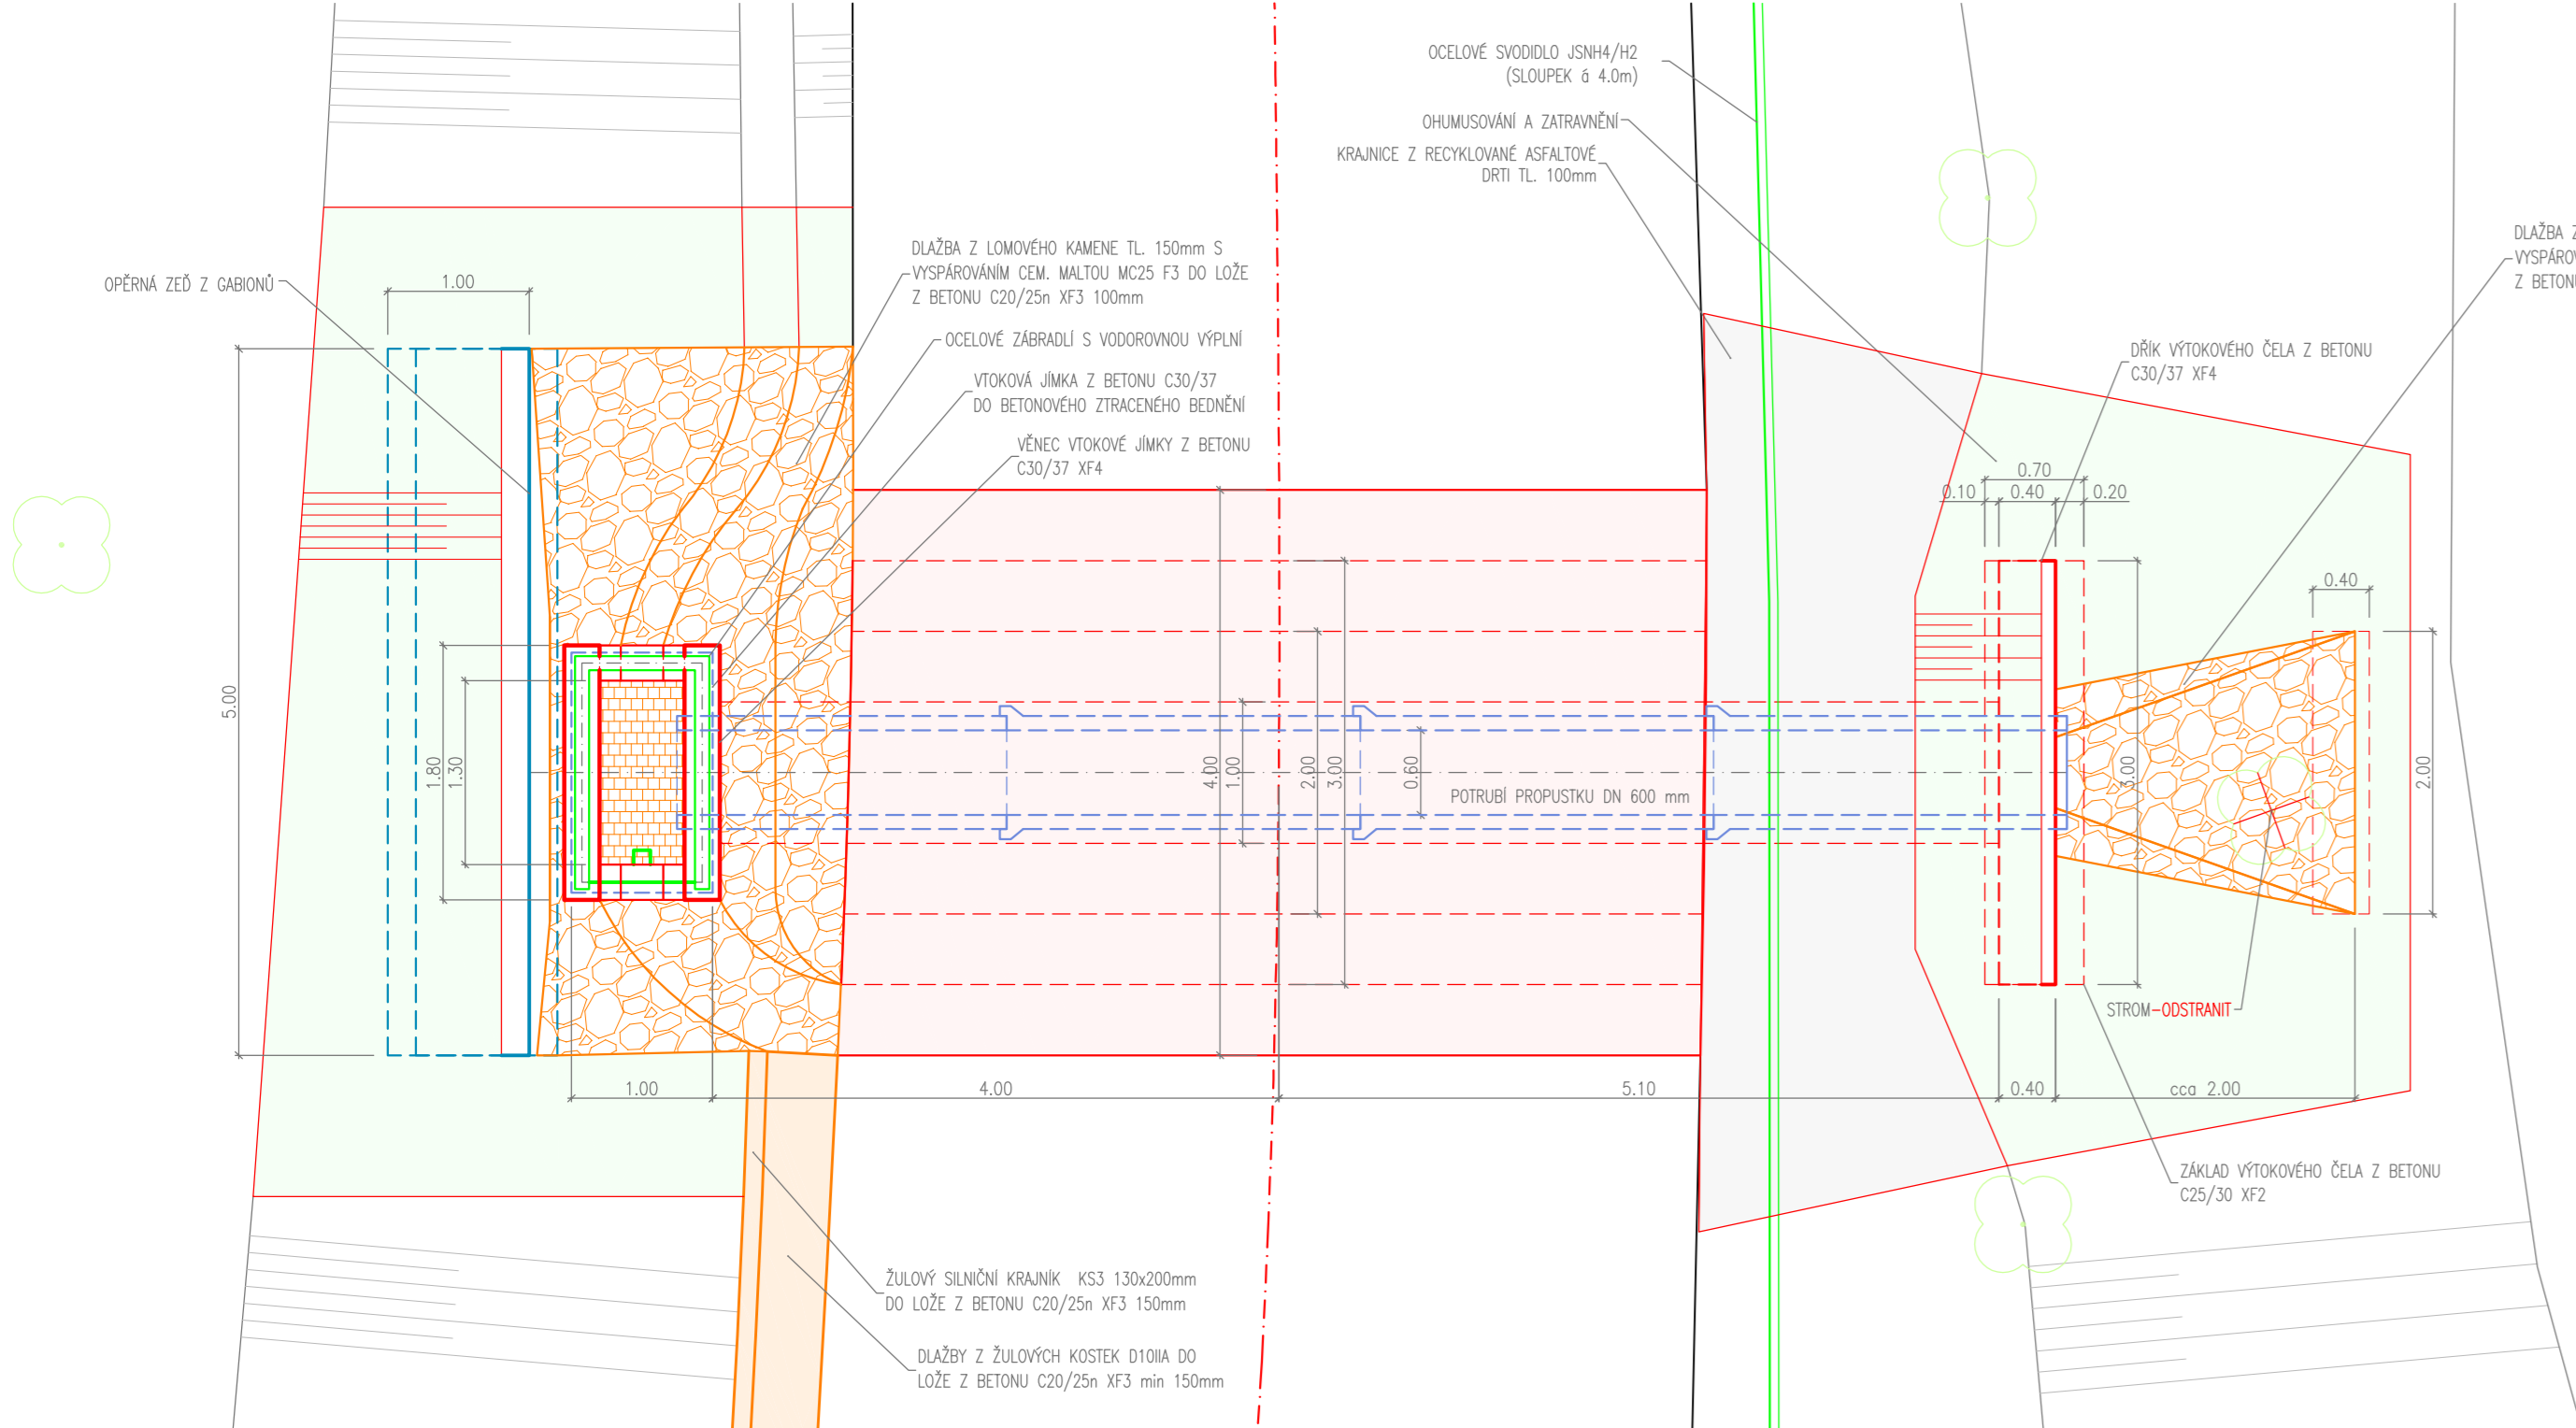 OCELOVÉ SVODIDLO JSNH4/H2
(SLOUPEK á 4.0m)
OHUMUSOVÁNÍ A ZATRAVNĚNÍ
KRAJNICE Z RECYKLOVANÉ ASFALTOVÉ
DRTI TL. 100mm
DLAŽBA Z LOMOVÉHO KAMENE TL. 150mm S
VYSPÁROVÁNÍM CEM. MALTOU MC25 F3 DO LOŽE
Z BETONU C20/25n XF3 100mm
DLAŽBA Z
VYSPÁROV
Z BETON
OPĚRNÁ ZEĎ Z GABIONŮ
1.00
OCELOVÉ ZÁBRADLÍ S VODOROVNOU VÝPLNÍ
DŘÍK VÝTOKOVÉHO ČELA Z BETONU
C30/37 XF4
VTOKOVÁ JÍMKA Z BETONU C30/37
DO BETONOVÉHO ZTRACENÉHO BEDNĚNÍ
VĚNEC VTOKOVÉ JÍMKY Z BETONU
C30/37 XF4
0.70
0.10
0.40
0.20
0.40
5.00
1.80
1.30
4.00
1.00
2.00
3.00
0.60
3.00
2.00
POTRUBÍ PROPUSTKU DN 600 mm
STROM-ODSTRANIT
1.00
4.00
5.10
0.40
cca 2.00
ZÁKLAD VÝTOKOVÉHO ČELA Z BETONU
C25/30 XF2
ŽULOVÝ SILNIČNÍ KRAJNÍK KS3 130x200mm
DO LOŽE Z BETONU C20/25n XF3 150mm
DLAŽBY Z ŽULOVÝCH KOSTEK D10IIA DO
LOŽE Z BETONU C20/25n XF3 min 150mm